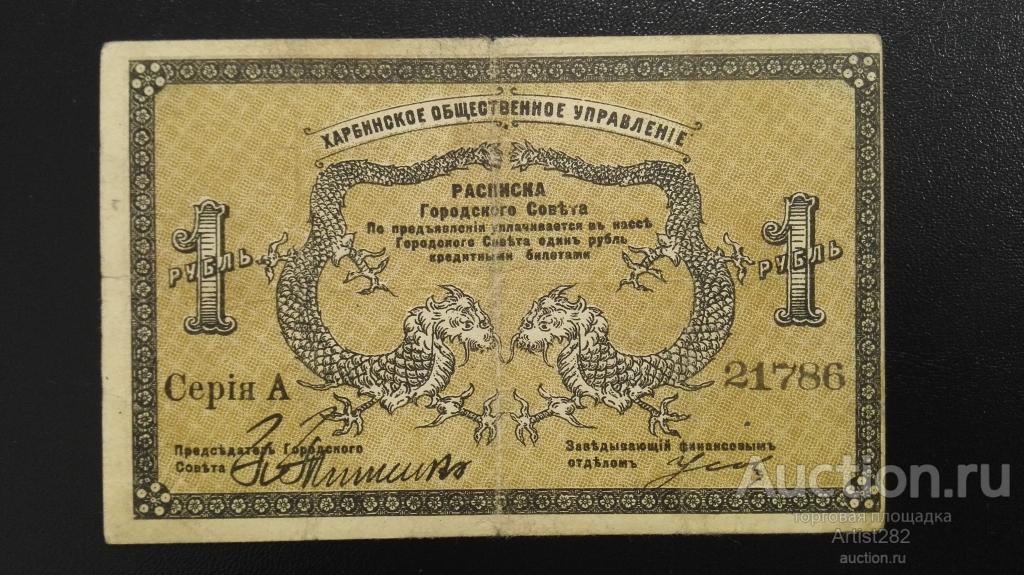 ХАРБИНСКОЕ ОБЩЕСТВЕННОЕ УПРАВЛЕНІЕ
РАСПИСКА
Городского Совѣта
По предъявленіи уплачивается въ кассѣ
Городского Совѣта одинъ рубль
кредитными билетами
1 РУБЛЬ
1 РУБЛЬ
Серія А
21786
Предсѣдатель Городского
Совѣта
Завѣдывающій финансовымъ
отдѣломъ
Auction.ru
торговая площадка
Artist282
auction.ru